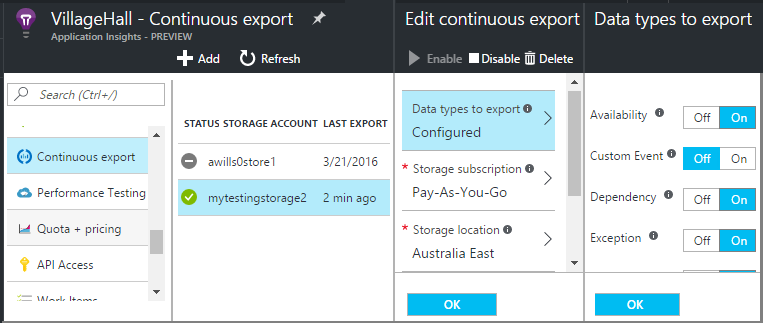 VillageHall - Continuous export
Application Insights - PREVIEW
Add Refresh
Search (Ctrl+/)
Continuous export
Performance Testing
Quota + pricing
API Access
Work Items
STATUS STORAGE ACCOUNT LAST EXPORT
awills0store1 3/21/2016
mytestingstorage2 2 min ago
Edit continuous export
Enable Disable Delete
Data types to export
Configured
* Storage subscription
Pay-As-You-Go
* Storage location
Australia East
OK
Data types to export
Availability Off On
Custom Event Off On
Dependency Off On
Exception Off On
OK